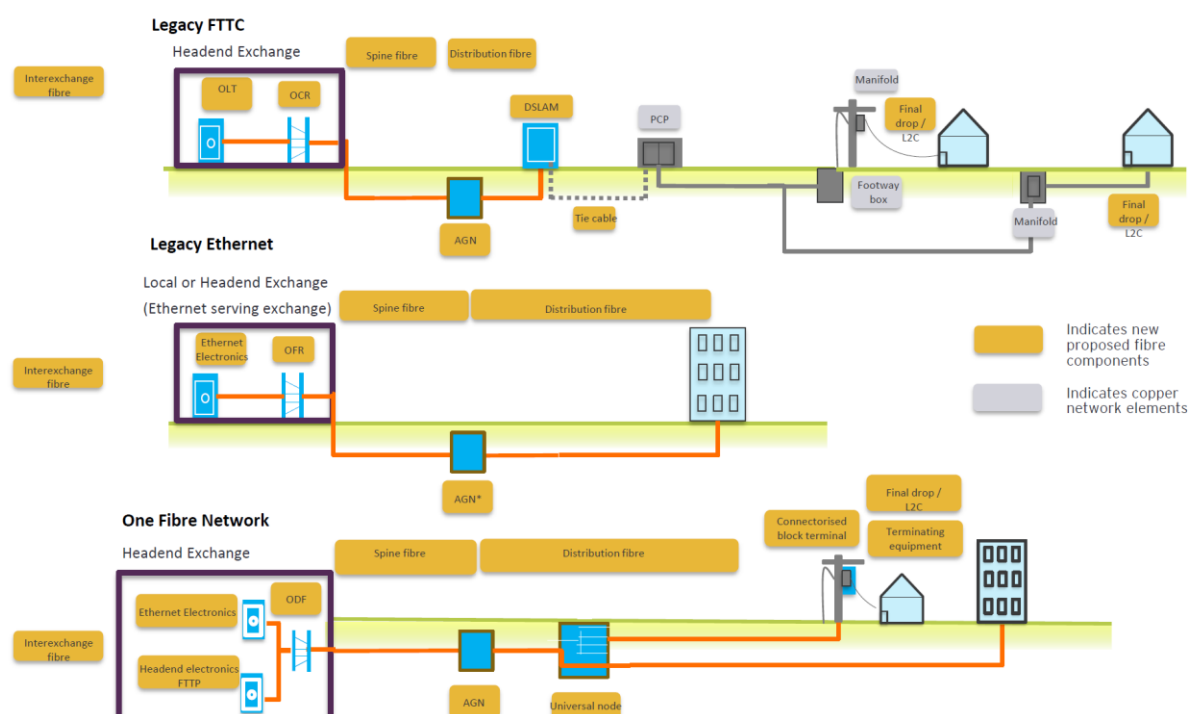 Legacy FTTC
Headend Exchange
Spine fibre
Distribution fibre
Interexchange
fibre
OLT
OCR
DSLAM
PCP
Manifold
Final
drop /
L2C
Tie cable
Footway
box
AGN
Manifold
Final
drop /
L2C
Legacy Ethernet
Local or Headend Exchange
(Ethernet serving exchange)
Spine fibre
Distribution fibre
Interexchange
fibre
Ethernet
Electronics
OFR
AGN*
Indicates new
proposed fibre
components
Indicates copper
network elements
One Fibre Network
Headend Exchange
Spine fibre
Distribution fibre
Connectorised
block terminal
Final drop /
L2C
Terminating
equipment
Interexchange
fibre
Ethernet Electronics
ODF
Headend electronics
FTTP
AGN
Universal node